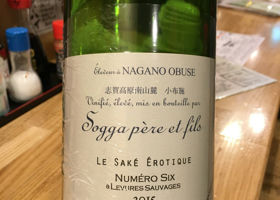 Éleveur à NAGANO OBUSE
志賀高原南山麓 小布施
Vinifié, élevé, mis en bouteille par
Sogga père et fils
LE SAKÉ ÉROTIQUE
NUMÉRO SIX
à LEVURES SAUVAGES
2015